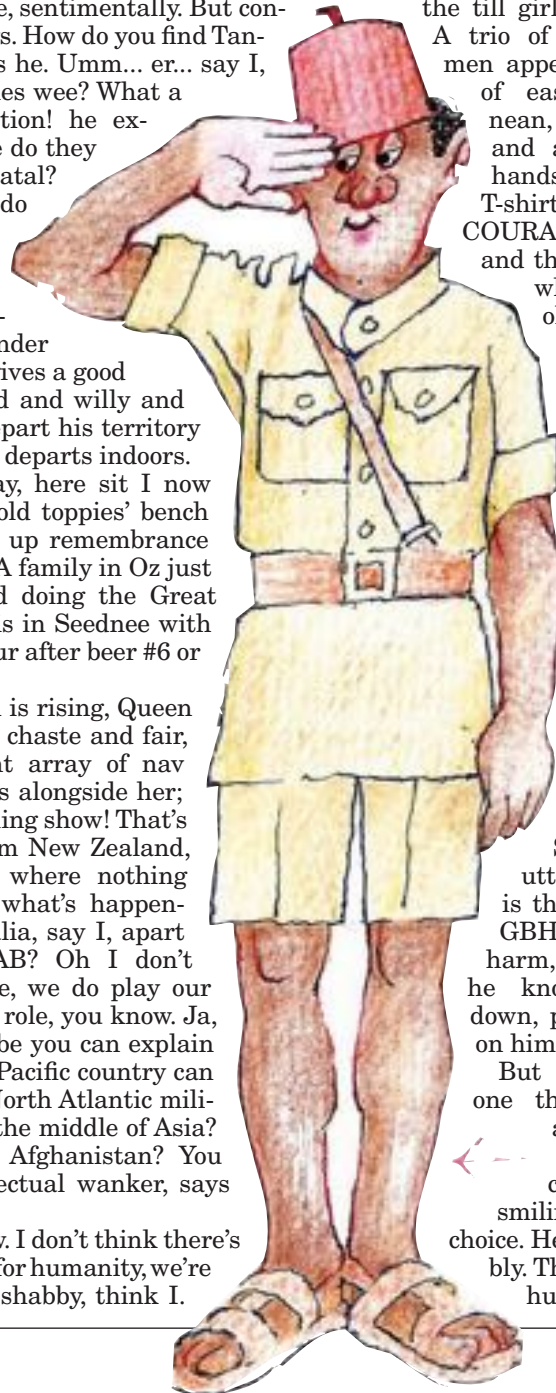 e, sentimentally. But con-
s. How do you find Tan-
s he. Umm... er... say I,
es wee? What a
tion! he ex-
e do they
atal?
do
-
nder
ives a good
d and willy and
part his territory
departs indoors.
ay, here sit I now
old toppies’ bench
up remembrance
A family in Oz just
d doing the Great
s in Seednee with
ur after beer #6 or
is rising, Queen
chaste and fair,
nt array of nav
s alongside her;
ning show! That’s
m New Zealand,
where nothing
what’s happen-
lia, say I, apart
AB? Oh I don’t
e, we do play our
role, you know. Ja,
be you can explain
Pacific country can
North Atlantic mili-
the middle of Asia?
Afghanistan? You
ectual wanker, says
y. I don’t think there’s
for humanity, we’re
shabby, think I.
the till girl
A trio of
men appe
of eas
nean,
and a
hands
T-shirt
COURA
and th
wh
ol
S
utt
is th
GBH
harm,
he kno
down, p
on him
But
one th
a
c
smilin
choice. He
bly. Th
hu